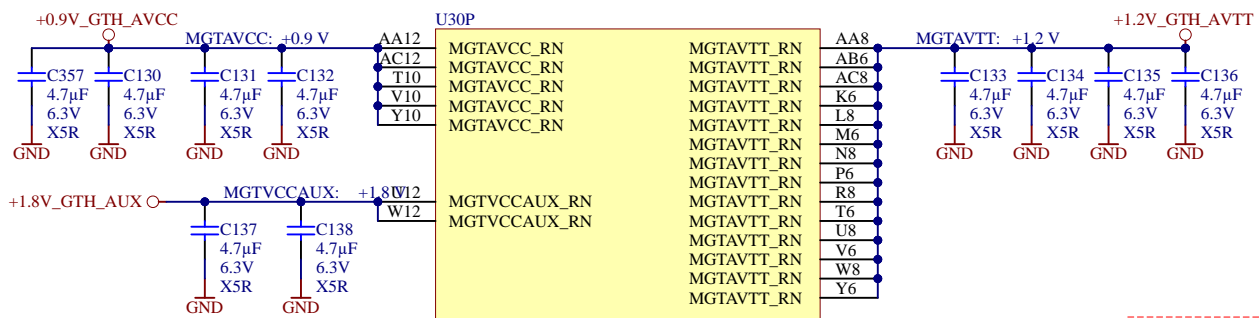 +0.9V_GTH_AVCC
MGTAVCC: +0.9 V
C357
4.7µF
6.3V
X5R
GND
C130
4.7µF
6.3V
X5R
GND
C131
4.7µF
6.3V
X5R
GND
C132
4.7µF
6.3V
X5R
GND
+1.8V_GTH_AUX
MGTVCCAUX: +1.8V
C137
4.7µF
6.3V
X5R
GND
C138
4.7µF
6.3V
X5R
GND
U30P
AA12 MGTAVCC_RN
AC12 MGTAVCC_RN
T10 MGTAVCC_RN
V10 MGTAVCC_RN
Y10 MGTAVCC_RN
U12 MGTVCCAUX_RN
W12 MGTVCCAUX_RN
MGTAVTT_RN AA8
MGTAVTT_RN AB6
MGTAVTT_RN AC8
MGTAVTT_RN K6
MGTAVTT_RN L8
MGTAVTT_RN M6
MGTAVTT_RN N8
MGTAVTT_RN P6
MGTAVTT_RN R8
MGTAVTT_RN T6
MGTAVTT_RN U8
MGTAVTT_RN V6
MGTAVTT_RN W8
MGTAVTT_RN Y6
+1.2V_GTH_AVTT
MGTAVTT: +1.2 V
C133
4.7µF
6.3V
X5R
GND
C134
4.7µF
6.3V
X5R
GND
C135
4.7µF
6.3V
X5R
GND
C136
4.7µF
6.3V
X5R
GND